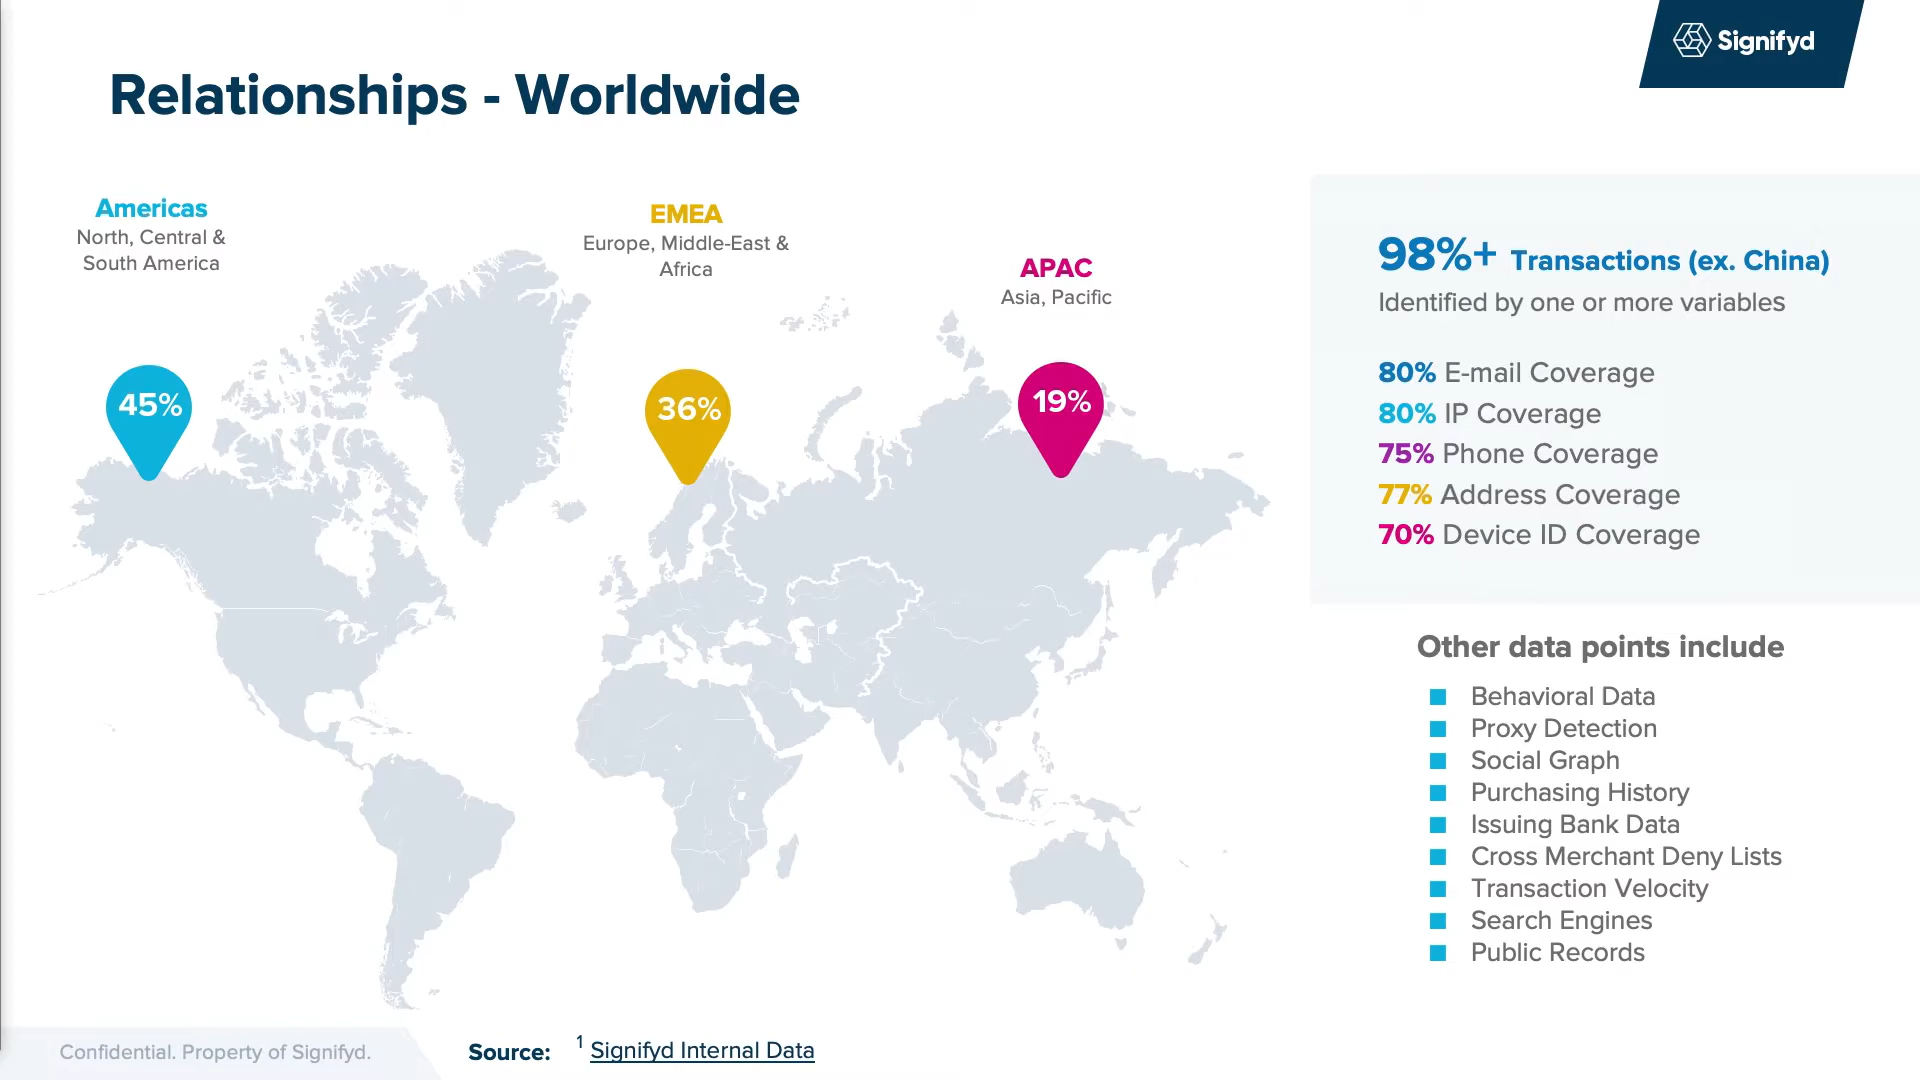 Signifyd
Relationships - Worldwide
Americas
North, Central &
South America
EMEA
Europe, Middle-East &
Africa
APAC
Asia, Pacific
45%
36%
19%
98%+ Transactions (ex. China)
Identified by one or more variables
80% E-mail Coverage
80% IP Coverage
75% Phone Coverage
77% Address Coverage
70% Device ID Coverage
Other data points include
Behavioral Data
Proxy Detection
Social Graph
Purchasing History
Issuing Bank Data
Cross Merchant Deny Lists
Transaction Velocity
Search Engines
Public Records
Confidential. Property of Signifyd.
Source: 1 Signifyd Internal Data